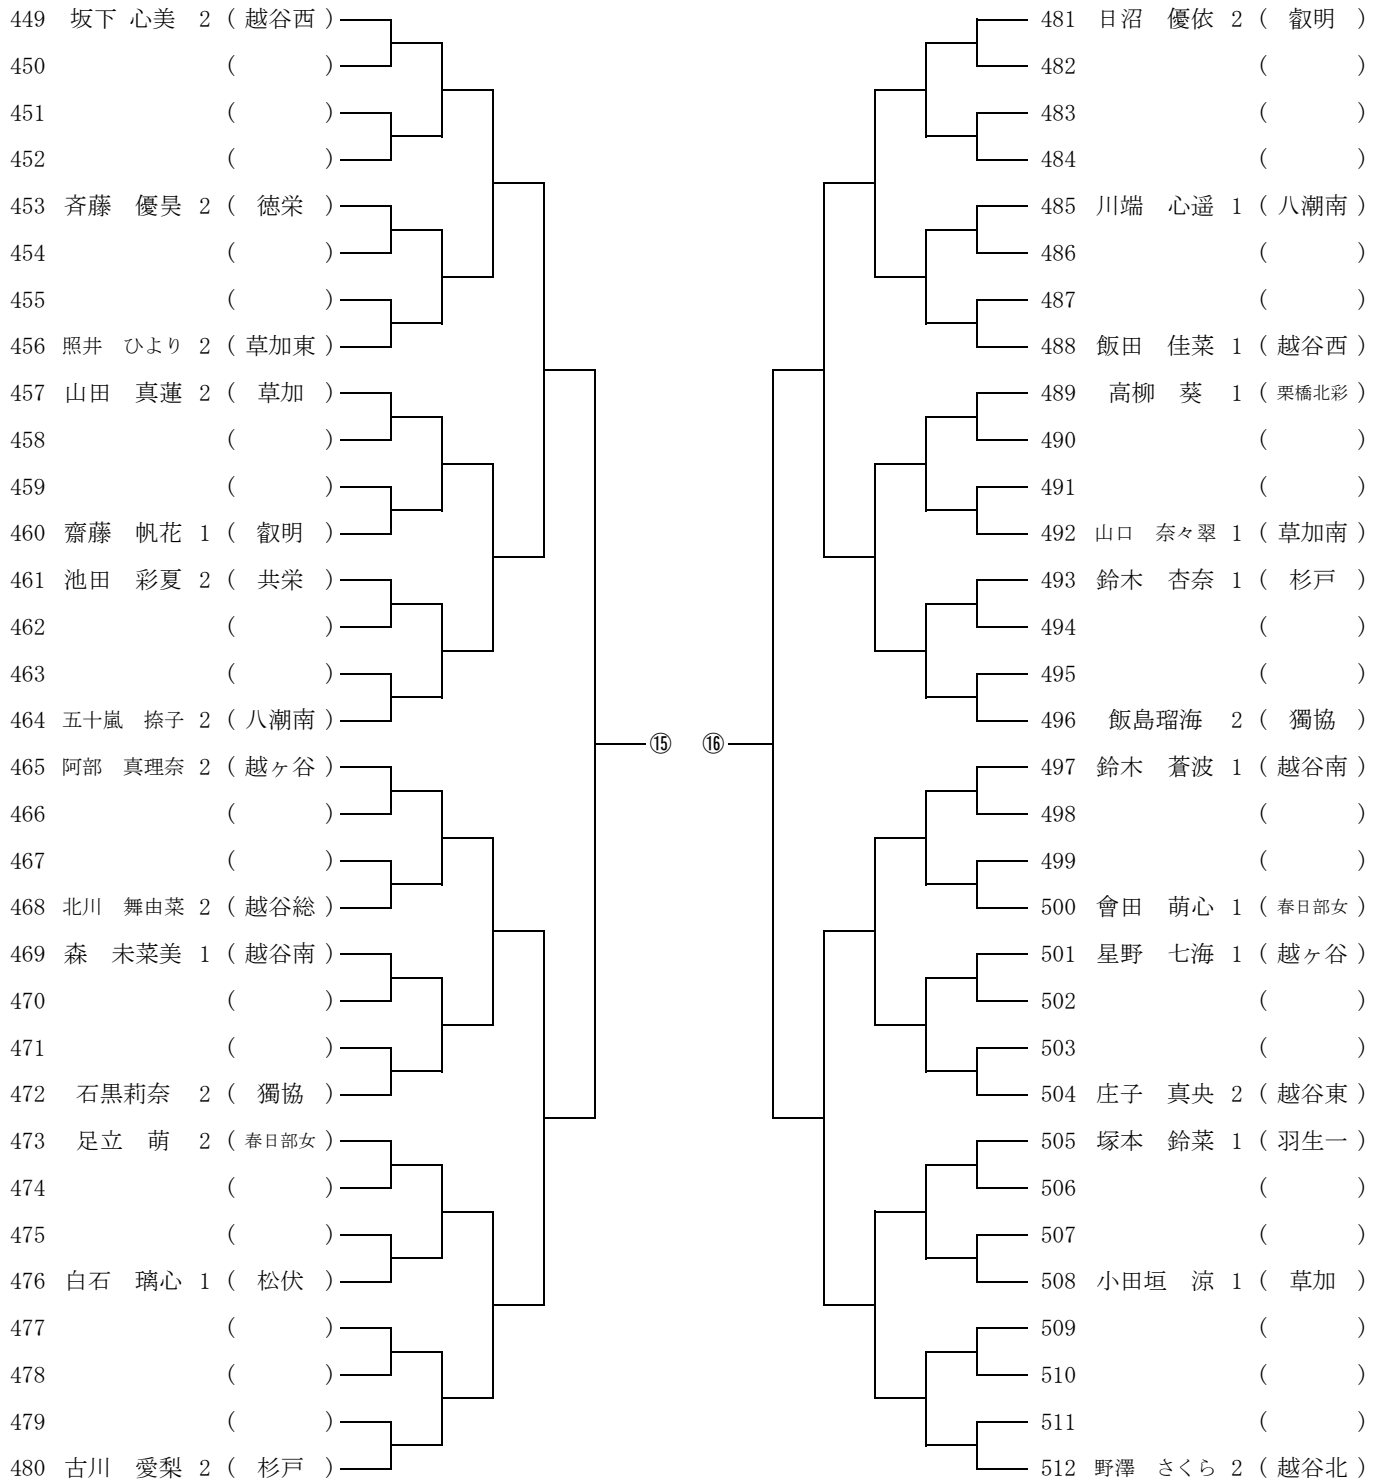 449 坂下 心美 2 ( 越谷西 )
450 ( )
451 ( )
452 ( )
453 斉藤 優昊 2 ( 徳栄 )
454 ( )
455 ( )
456 照井 ひより 2 ( 草加東 )
457 山田 真蓮 2 ( 草加 )
458 ( )
459 ( )
460 齋藤 帆花 1 ( 叡明 )
461 池田 彩夏 2 ( 共栄 )
462 ( )
463 ( )
464 五十嵐 捺子 2 ( 八潮南 )
465 阿部 真理奈 2 ( 越ヶ谷 )
466 ( )
467 ( )
468 北川 舞由菜 2 ( 越谷総 )
469 森 未菜美 1 ( 越谷南 )
470 ( )
471 ( )
472 石黒莉奈 2 ( 獨協 )
473 足立 萌 2 ( 春日部女 )
474 ( )
475 ( )
476 白石 璃心 1 ( 松伏 )
477 ( )
478 ( )
479 ( )
480 古川 愛梨 2 ( 杉戸 )
⑮ ⑯
481 日沼 優依 2 ( 叡明 )
482 ( )
483 ( )
484 ( )
485 川端 心遥 1 ( 八潮南 )
486 ( )
487 ( )
488 飯田 佳菜 1 ( 越谷西 )
489 高柳 葵 1 ( 栗橋北彩 )
490 ( )
491 ( )
492 山口 奈々翠 1 ( 草加南 )
493 鈴木 杏奈 1 ( 杉戸 )
494 ( )
495 ( )
496 飯島瑠海 2 ( 獨協 )
497 鈴木 蒼波 1 ( 越谷南 )
498 ( )
499 ( )
500 會田 萌心 1 ( 春日部女 )
501 星野 七海 1 ( 越ヶ谷 )
502 ( )
503 ( )
504 庄子 真央 2 ( 越谷東 )
505 塚本 鈴菜 1 ( 羽生一 )
506 ( )
507 ( )
508 小田垣 涼 1 ( 草加 )
509 ( )
510 ( )
511 ( )
512 野澤 さくら 2 ( 越谷北 )